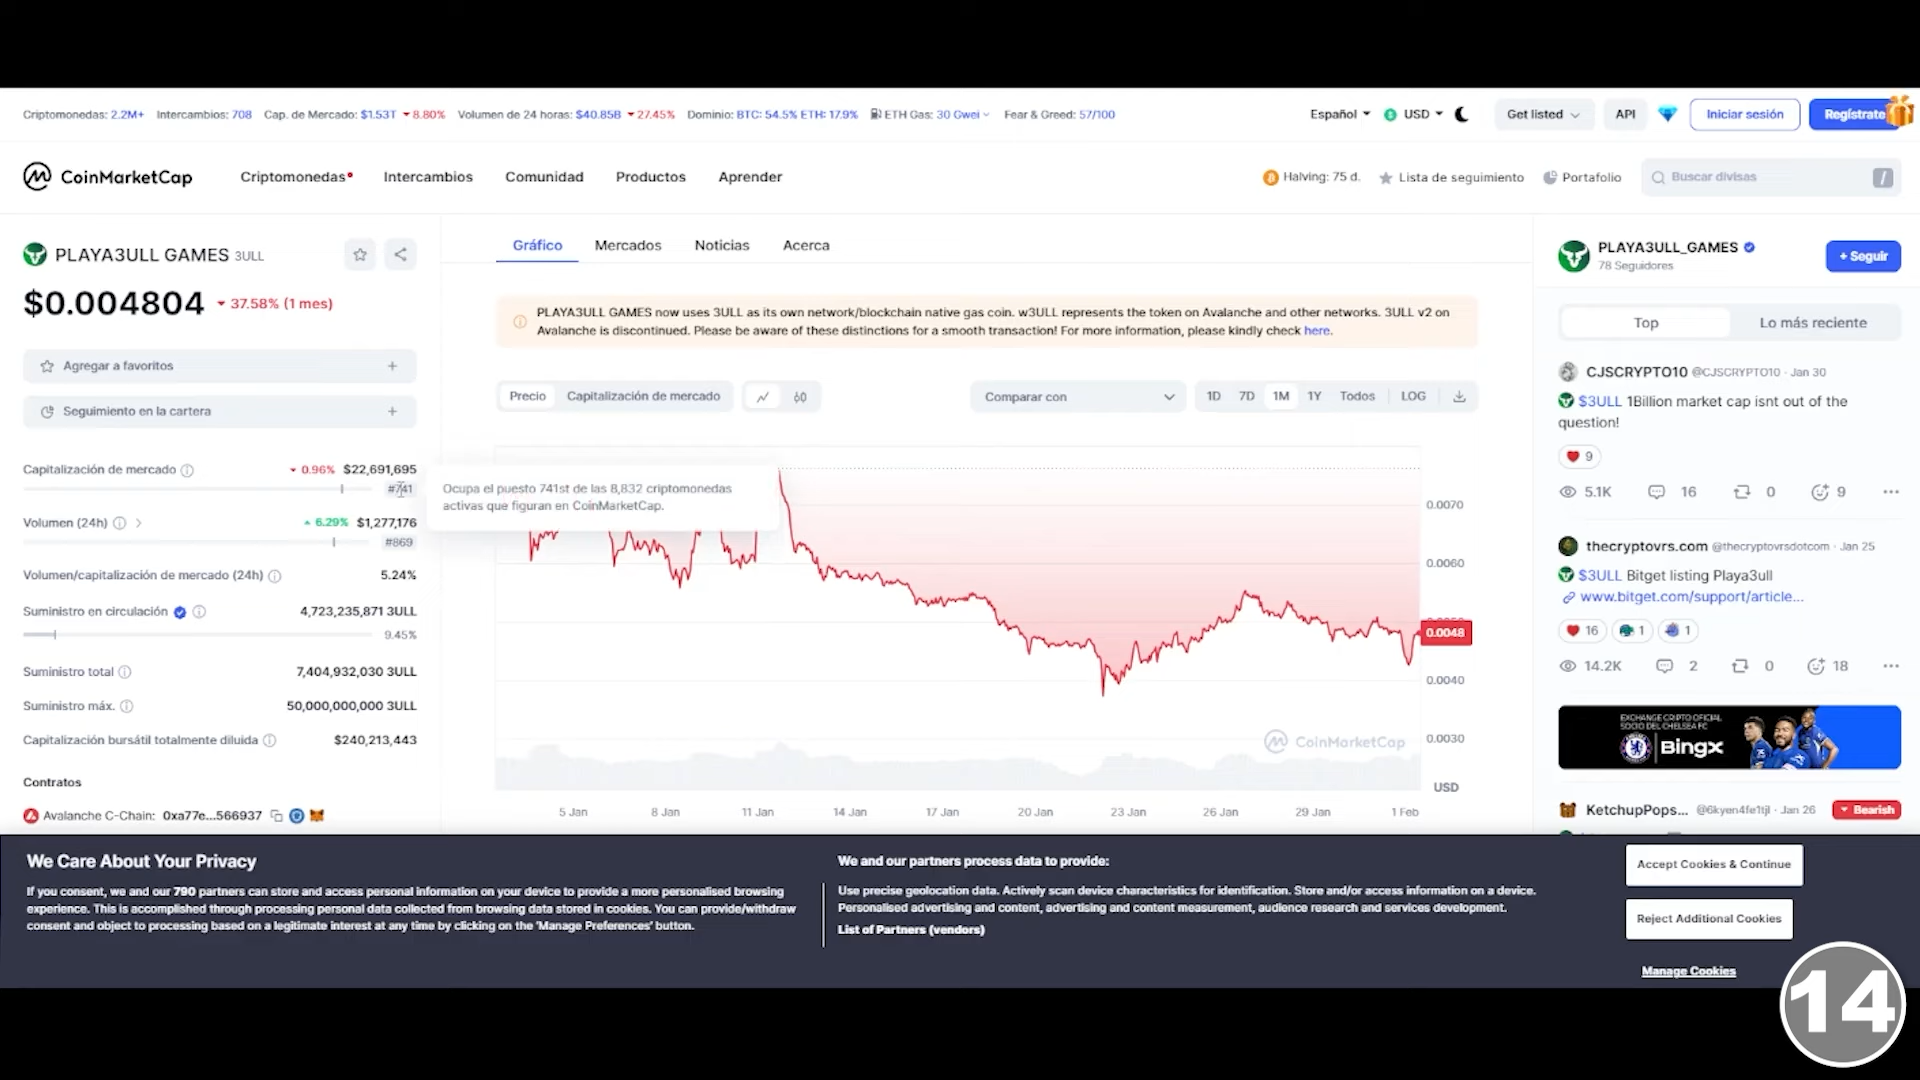 Criptomonedas: 2.2M+ Intercambios: 708 Cap. de Mercado: $1.53T 8.80% Volumen de 24 horas: $40.85B 27.45% Dominio: BTC: 54.5% ETH: 17.9% ETH Gas: 30 Gwei Fear & Greed: 57/100
Español USD Get listed API Iniciar sesión Regístrate
CoinMarketCap Criptomonedas Intercambios Comunidad Productos Aprender
Halving: 75 d. Lista de seguimiento Portafolio Buscar divisas /
PLAYA3ULL GAMES 3ULL
$0.004804 37.58% (1 mes)
Agregar a favoritos +
Seguimiento en la cartera +
Capitalización de mercado 0.96% $22,691,695
#741
Volumen (24h) 6.29% $1,277,176
#869
Volumen/capitalización de mercado (24h) 5.24%
Suministro en circulación 4,723,235,871 3ULL
9.45%
Suministro total 7,404,932,030 3ULL
Suministro máx. 50,000,000,000 3ULL
Capitalización bursátil totalmente diluida $240,213,443
Contratos
Avalanche C-Chain: 0xa77e...566937
Gráfico Mercados Noticias Acerca
PLAYA3ULL GAMES now uses 3ULL as its own network/blockchain native gas coin. w3ULL represents the token on Avalanche and other networks. 3ULL v2 on
Avalanche is discontinued. Please be aware of these distinctions for a smooth transaction! For more information, please kindly check here.
Precio Capitalización de mercado Comparar con 1D 7D 1M 1Y Todos LOG
Ocupa el puesto 741st de las 8,832 criptomonedas
activas que figuran en CoinMarketCap.
0.0070
0.0060
0.0048
0.0040
0.0030
CoinMarketCap
USD
5 Jan 8 Jan 11 Jan 14 Jan 17 Jan 20 Jan 23 Jan 26 Jan 29 Jan 1 Feb
PLAYA3ULL_GAMES
78 Seguidores
+ Seguir
Top Lo más reciente
CJSCRYPTO10 @CJSCRYPTO10 · Jan 30
$3ULL 1Billion market cap isnt out of the
question!
9
5.1K 16 0 9
thecryptovrs.com @thecryptovrsdotcom · Jan 25
$3ULL Bitget listing Playa3ull
www.bitget.com/support/article...
16 1 1
14.2K 2 0 18
EXCHANGE CRIPTO OFICIAL
SOCIO DEL CHELSEA FC
BingX
KetchupPops... @6kyen4fe1tjl · Jan 26 Bearish
We Care About Your Privacy
If you consent, we and our 790 partners can store and access personal information on your device to provide a more personalised browsing
experience. This is accomplished through processing personal data collected from browsing data stored in cookies. You can provide/withdraw
consent and object to processing based on a legitimate interest at any time by clicking on the 'Manage Preferences' button.
We and our partners process data to provide:
Use precise geolocation data. Actively scan device characteristics for identification. Store and/or access information on a device.
Personalised advertising and content, advertising and content measurement, audience research and services development.
List of Partners (vendors)
Accept Cookies & Continue
Reject Additional Cookies
Manage Cookies
14